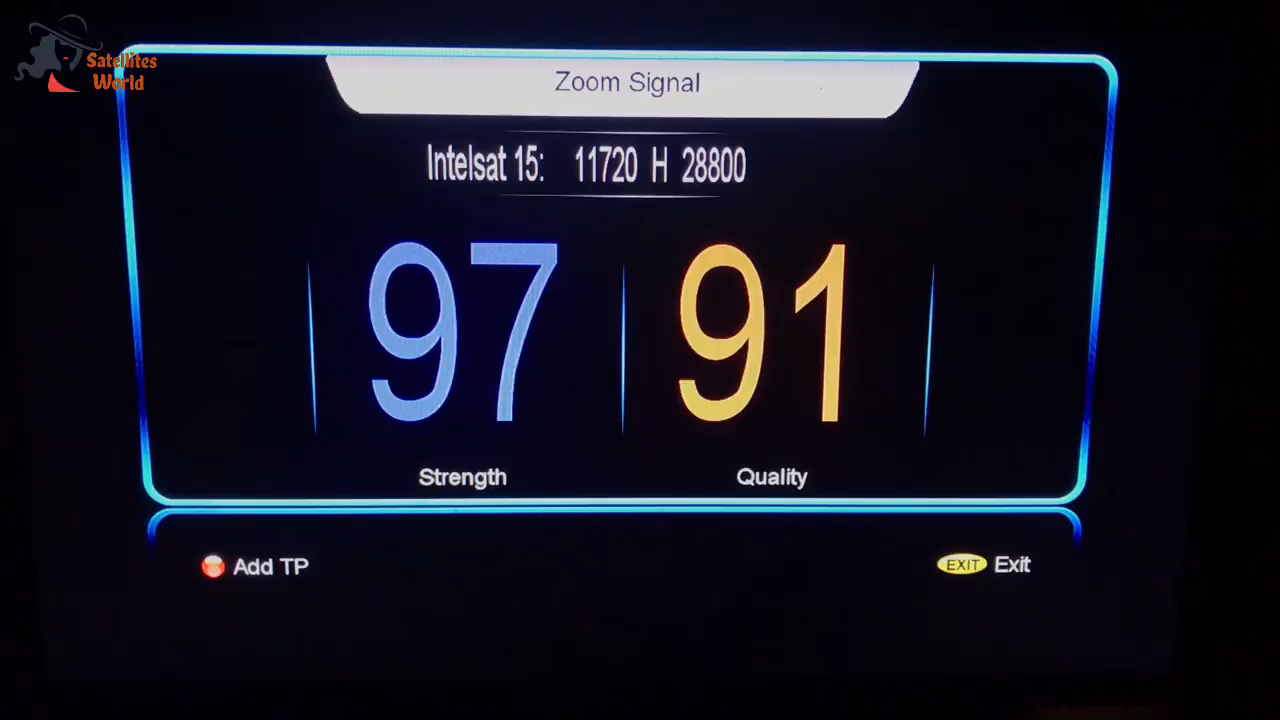 Satellites
World
Zoom Signal
Intelsat 15: 11720 H 28800
97 91
Strength Quality
Add TP EXIT Exit